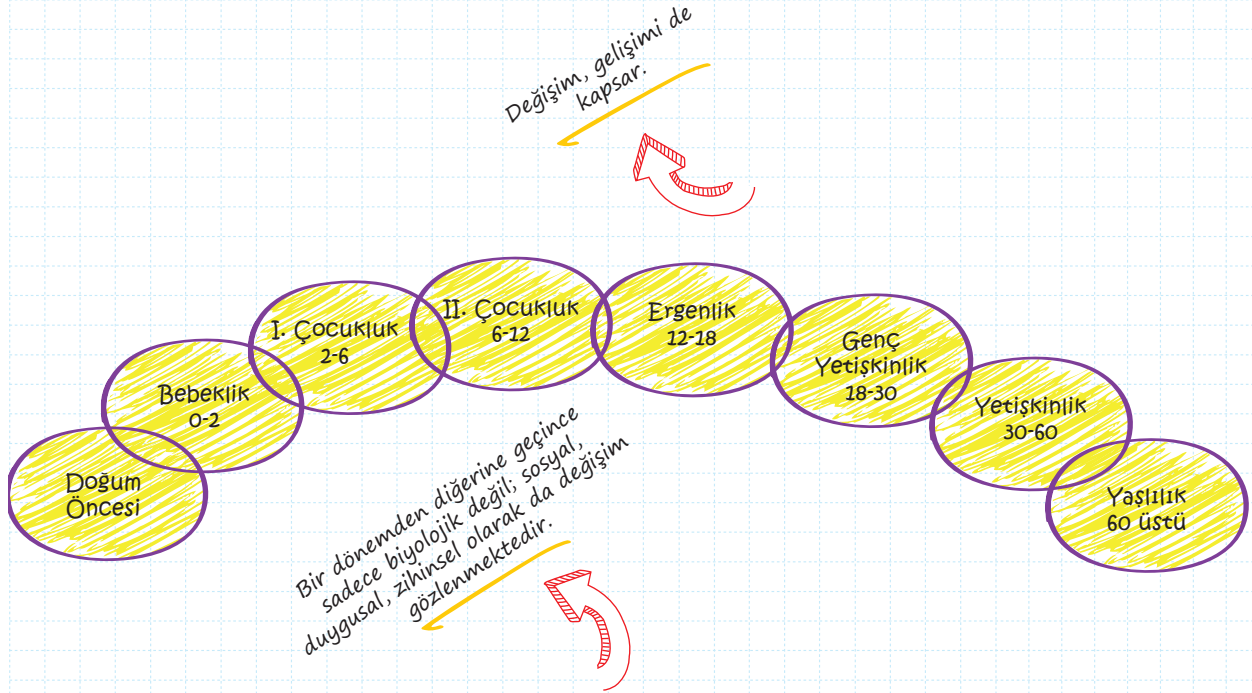 Değişim, gelişimi de
kapsar.
Doğum
Öncesi
Bebeklik
0-2
I. Çocukluk
2-6
II. Çocukluk
6-12
Ergenlik
12-18
Genç
Yetişkinlik
18-30
Yetişkinlik
30-60
Yaşlılık
60 üstü
Bir dönemden diğerine geçince
sadece biyolojik değil; sosyal,
duygusal, zihinsel olarak da değişim
gözlenmektedir.